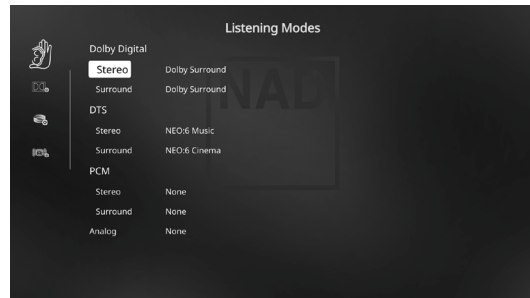 Listening Modes
Dolby Digital
Stereo Dolby Surround
Surround Dolby Surround
DTS
Stereo NEO:6 Music
Surround NEO:6 Cinema
PCM
Stereo None
Surround None
Analog None
NAD